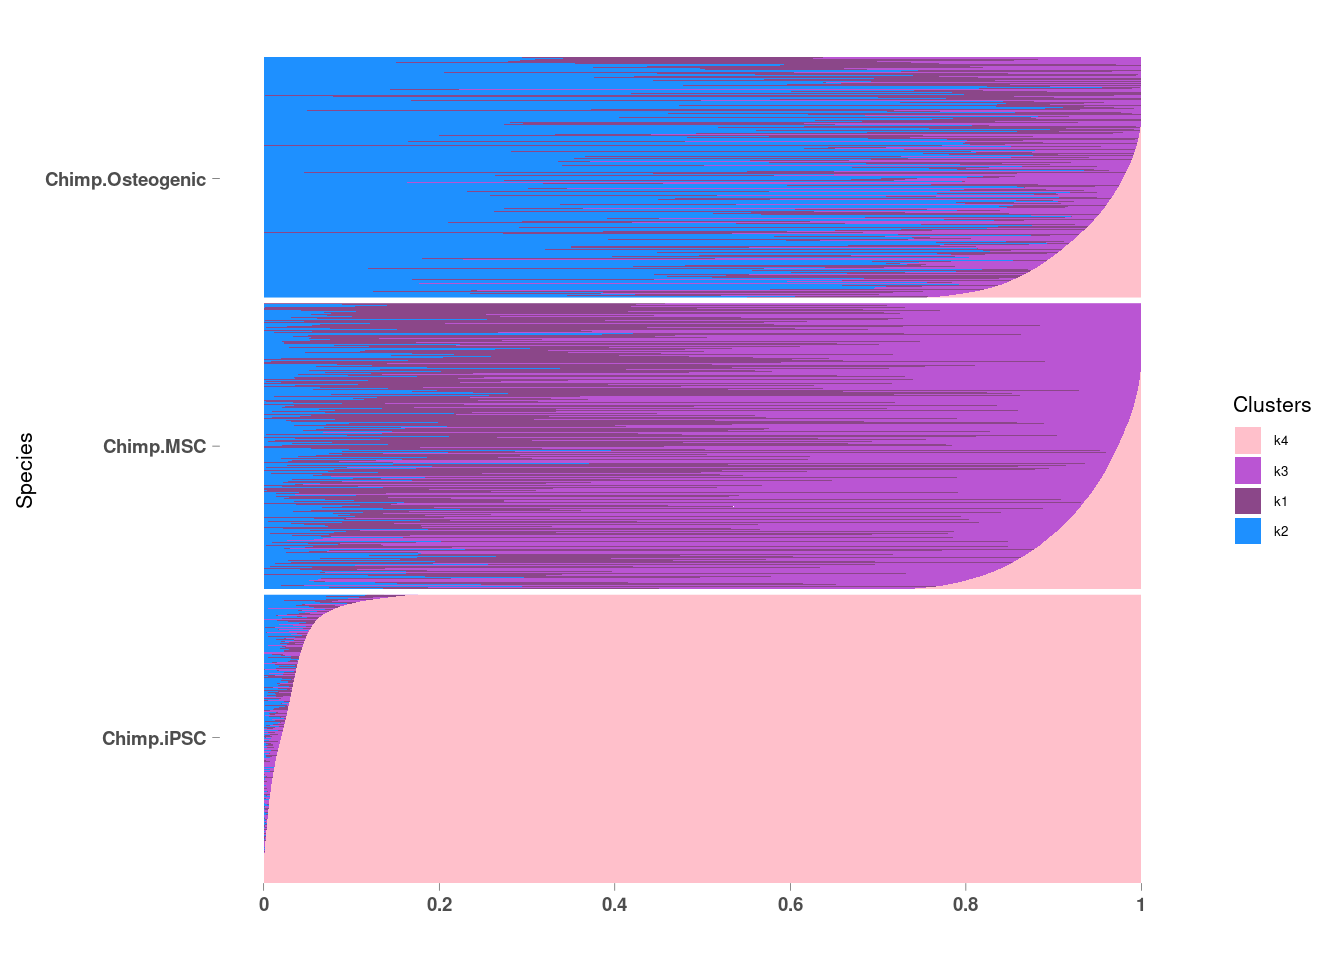 Species
Chimp.Osteogenic
Chimp.MSC
Chimp.iPSC
0 0.2 0.4 0.6 0.8 1
Clusters
k4
k3
k1
k2